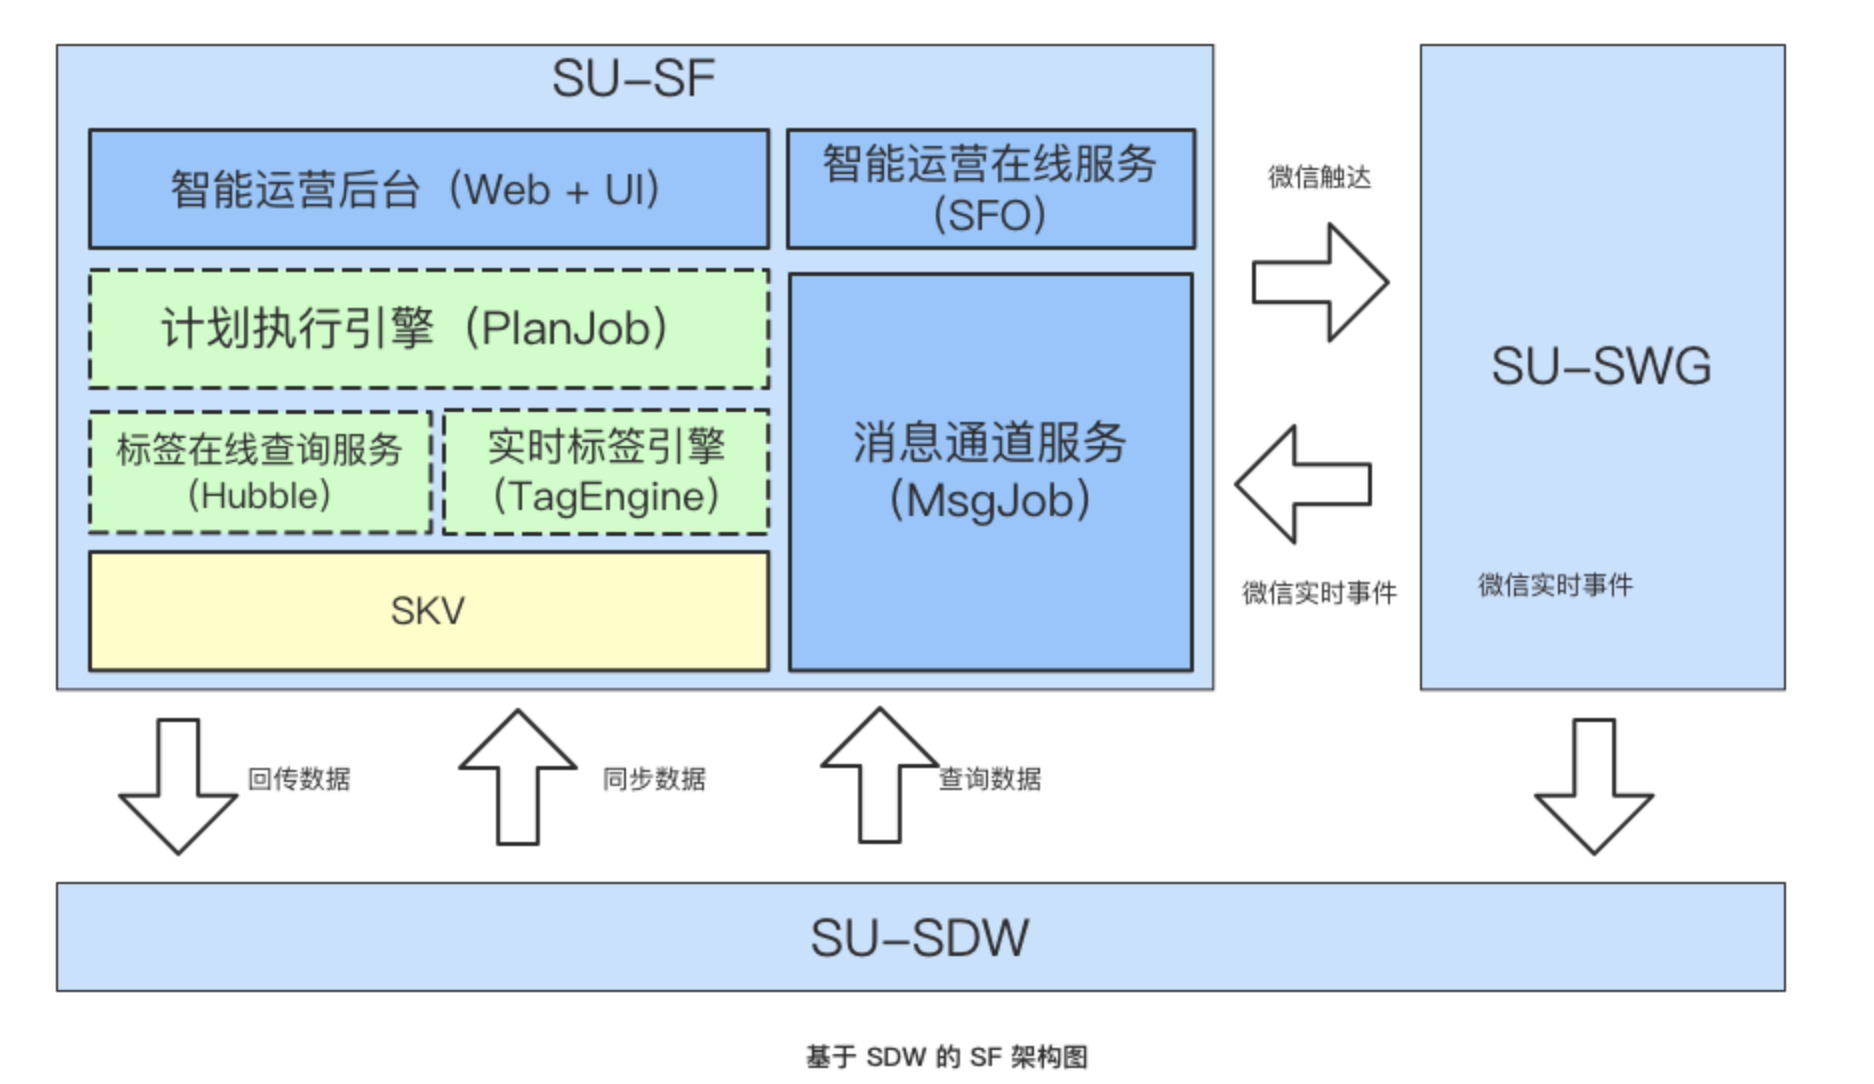 SU-SF
智能运营后台（Web + UI）
智能运营在线服务
（SFO）
微信触达
计划执行引擎（PlanJob）
消息通道服务
（MsgJob）
SU-SWG
标签在线查询服务
（Hubble）
实时标签引擎
（TagEngine）
SKV
微信实时事件
微信实时事件
回传数据
同步数据
查询数据
SU-SDW
基于 SDW 的 SF 架构图